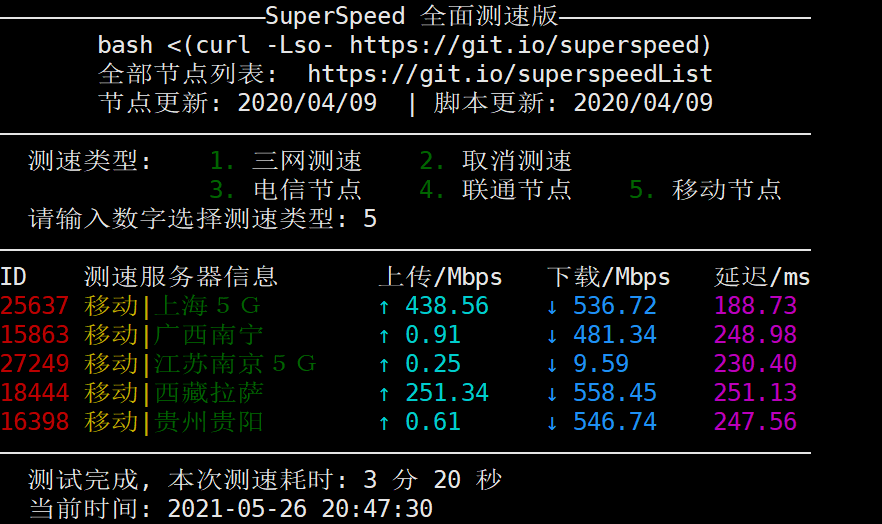 SuperSpeed 全面测速版
bash <(curl -Lso- https://git.io/superspeed)
全部节点列表: https://git.io/superspeedList
节点更新: 2020/04/09 | 脚本更新: 2020/04/09
测速类型: 1. 三网测速 2. 取消测速
3. 电信节点 4. 联通节点 5. 移动节点
请输入数字选择测速类型: 5
ID 测速服务器信息 上传/Mbps 下载/Mbps 延迟/ms
25637 移动|上海５Ｇ ↑ 438.56 ↓ 536.72 188.73
15863 移动|广西南宁 ↑ 0.91 ↓ 481.34 248.98
27249 移动|江苏南京５Ｇ ↑ 0.25 ↓ 9.59 230.40
18444 移动|西藏拉萨 ↑ 251.34 ↓ 558.45 251.13
16398 移动|贵州贵阳 ↑ 0.61 ↓ 546.74 247.56
测试完成, 本次测速耗时: 3 分 20 秒
当前时间: 2021-05-26 20:47:30